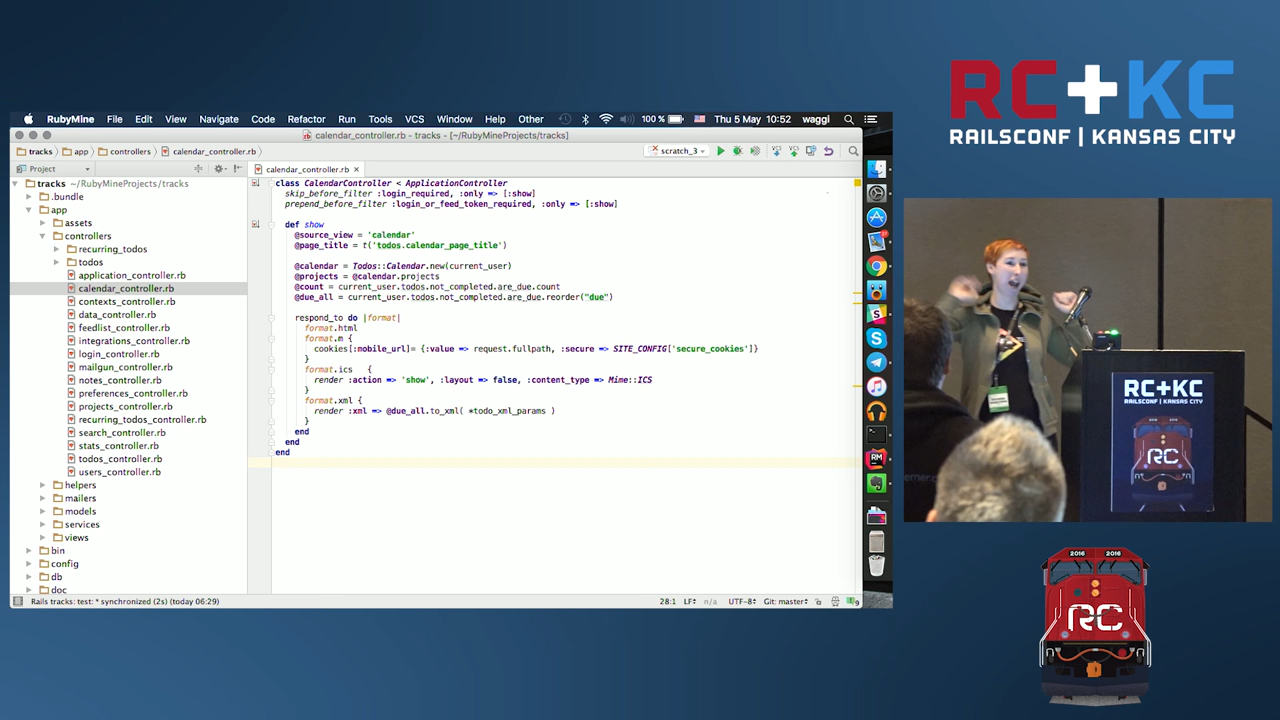 RC+KC
RAILSCONF | KANSAS CITY
RubyMine File Edit View Navigate Code Refactor Run Tools VCS Window Help Other 100 % Thu 5 May 10:52 waggi
calendar_controller.rb - tracks - [~/RubyMineProjects/tracks]
tracks app controllers calendar_controller.rb scratch_3
Project
calendar_controller.rb
tracks ~/RubyMineProjects/tracks
.bundle
app
assets
controllers
recurring_todos
todos
application_controller.rb
calendar_controller.rb
contexts_controller.rb
data_controller.rb
feedlist_controller.rb
integrations_controller.rb
login_controller.rb
mailgun_controller.rb
notes_controller.rb
preferences_controller.rb
projects_controller.rb
recurring_todos_controller.rb
search_controller.rb
stats_controller.rb
todos_controller.rb
users_controller.rb
helpers
mailers
models
services
views
bin
config
db
doc
class CalendarController < ApplicationController
skip_before_filter :login_required, :only => [:show]
prepend_before_filter :login_or_feed_token_required, :only => [:show]
def show
@source_view = 'calendar'
@page_title = t('todos.calendar_page_title')
@calendar = Todos::Calendar.new(current_user)
@projects = @calendar.projects
@count = current_user.todos.not_completed.are_due.count
@due_all = current_user.todos.not_completed.are_due.reorder("due")
respond_to do |format|
format.html
format.m {
cookies[:mobile_url]= {:value => request.fullpath, :secure => SITE_CONFIG['secure_cookies']}
}
format.ics {
render :action => 'show', :layout => false, :content_type => Mime::ICS
}
format.xml {
render :xml => @due_all.to_xml( *todo_xml_params )
}
end
end
end
Rails tracks: test: * synchronized (2s) (today 06:29)
28:1 LF n/a UTF-8 Git: master
RC+KC
RAILSCONF | KANSAS CITY
RC
2016 2016
RC